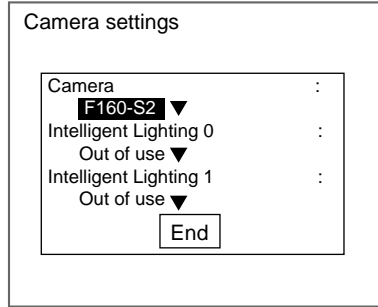 Camera settings
Camera :
F160-S2 ▼
Intelligent Lighting 0 :
Out of use ▼
Intelligent Lighting 1 :
Out of use ▼
End